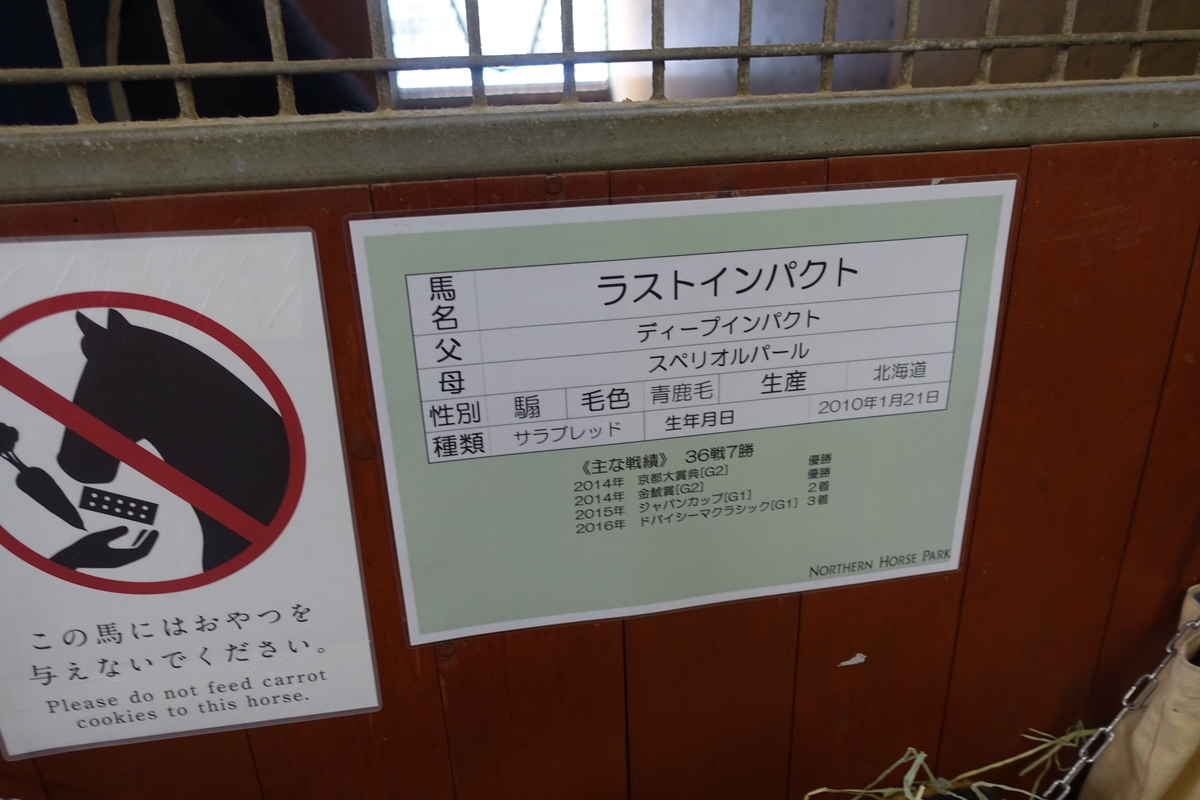 この馬にはおやつを
与えないでください。
Please do not feed carrot
cookies to this horse.
馬名 ラストインパクト
父 ディープインパクト
母 スペリオルパール
性別 騸 毛色 青鹿毛 生産 北海道
種類 サラブレッド 生年月日 2010年1月21日
《主な戦績》 36戦7勝
2014年 京都大賞典[G2] 優勝
2014年 金鯱賞[G2] 優勝
2015年 ジャパンカップ[G1] 2着
2016年 ドバイシーマクラシック[G1] 3着
NORTHERN HORSE PARK